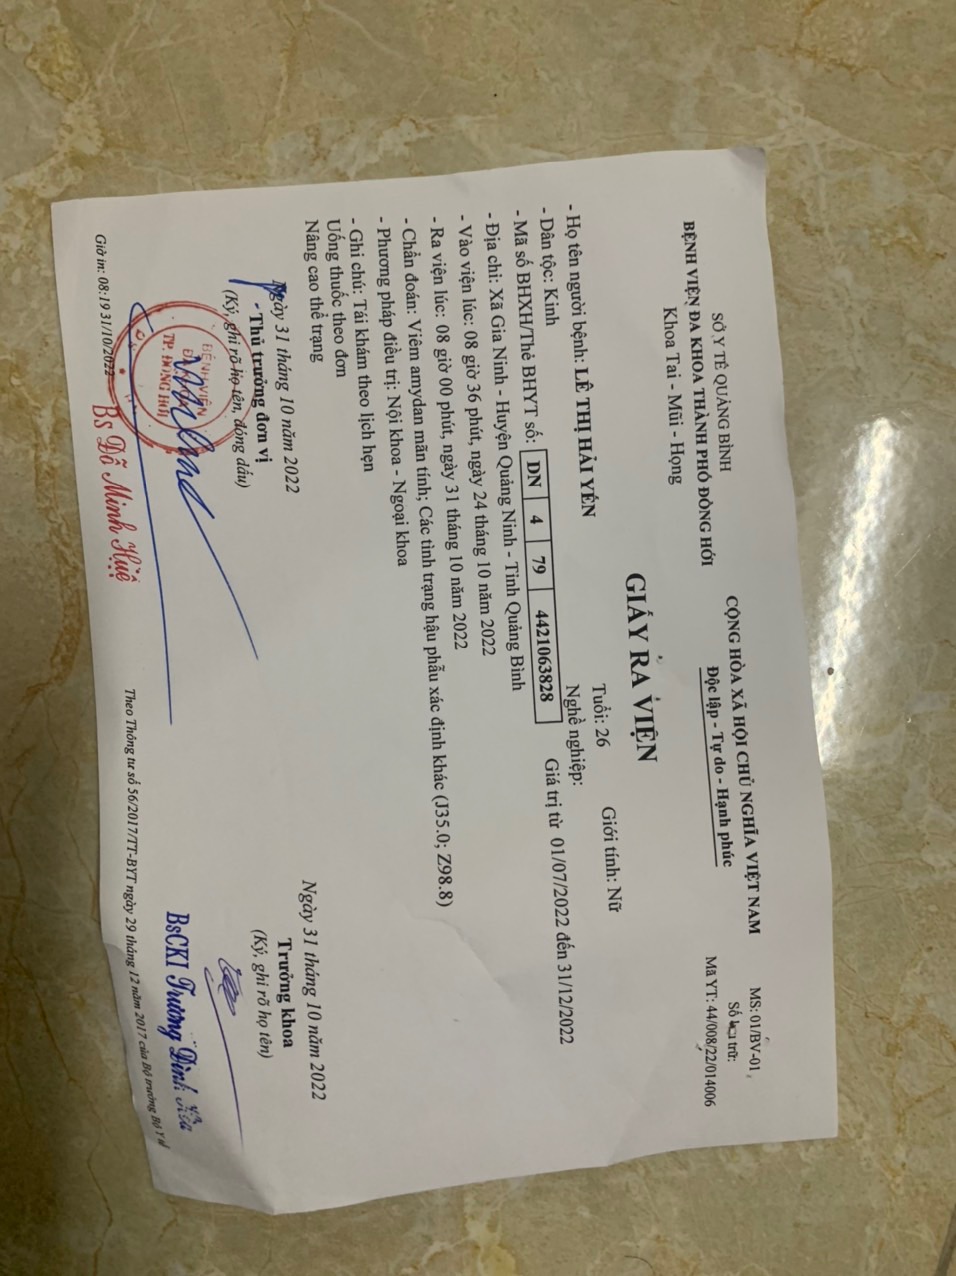 SỞ Y TẾ QUẢNG BÌNH
BỆNH VIỆN ĐA KHOA THÀNH PHỐ ĐỒNG HỚI
Khoa Tai - Mũi - Họng
CỘNG HÒA XÃ HỘI CHỦ NGHĨA VIỆT NAM
Độc lập - Tự do - Hạnh phúc
MS: 01/BV-01
Số trữ:
Mã YT: 44/008/22/014006
GIẤY RA VIỆN
- Họ tên người bệnh: LÊ THỊ HẢI YẾN Tuổi: 26 Giới tính: Nữ
- Dân tộc: Kinh Nghề nghiệp:
- Mã số BHXH/Thẻ BHYT số: DN 4 79 4421063828 Giá trị từ 01/07/2022 đến 31/12/2022
- Địa chỉ: Xã Gia Ninh - Huyện Quảng Ninh - Tỉnh Quảng Bình
- Vào viện lúc: 08 giờ 36 phút, ngày 24 tháng 10 năm 2022
- Ra viện lúc: 08 giờ 00 phút, ngày 31 tháng 10 năm 2022
- Chẩn đoán: Viêm amydan mãn tính; Các tình trạng hậu phẫu xác định khác (J35.0; Z98.8)
- Phương pháp điều trị: Nội khoa - Ngoại khoa
- Ghi chú: Tái khám theo lịch hẹn
Uống thuốc theo đơn
Nâng cao thể trạng
Ngày 31 tháng 10 năm 2022
- Thủ trưởng đơn vị
(Ký, ghi rõ họ tên, đóng dấu)
BỆNH VIỆN
TP. ĐỒNG HỚI
Bs Đỗ Minh Huệ
Ngày 31 tháng 10 năm 2022
Trưởng khoa
(Ký, ghi rõ họ tên)
BsCKI Trương Đình
Giờ in: 08:19 31/10/2022
Theo Thông tư số 56/2017/TT-BYT ngày 29 tháng 12 năm 2017 của Bộ trưởng Bộ Y tế